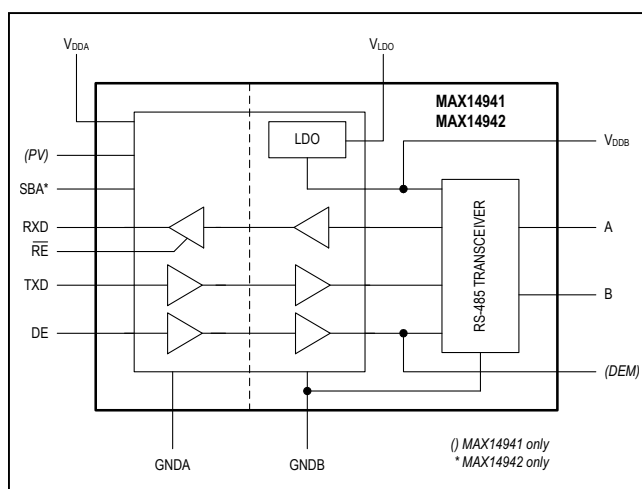 VDDA
VLDO
MAX14941
MAX14942
LDO
VDDB
(PV)
SBA*
RXD
A
RE
TXD
B
RS-485 TRANSCEIVER
DE
(DEM)
GNDA
GNDB
() MAX14941 only
* MAX14942 only